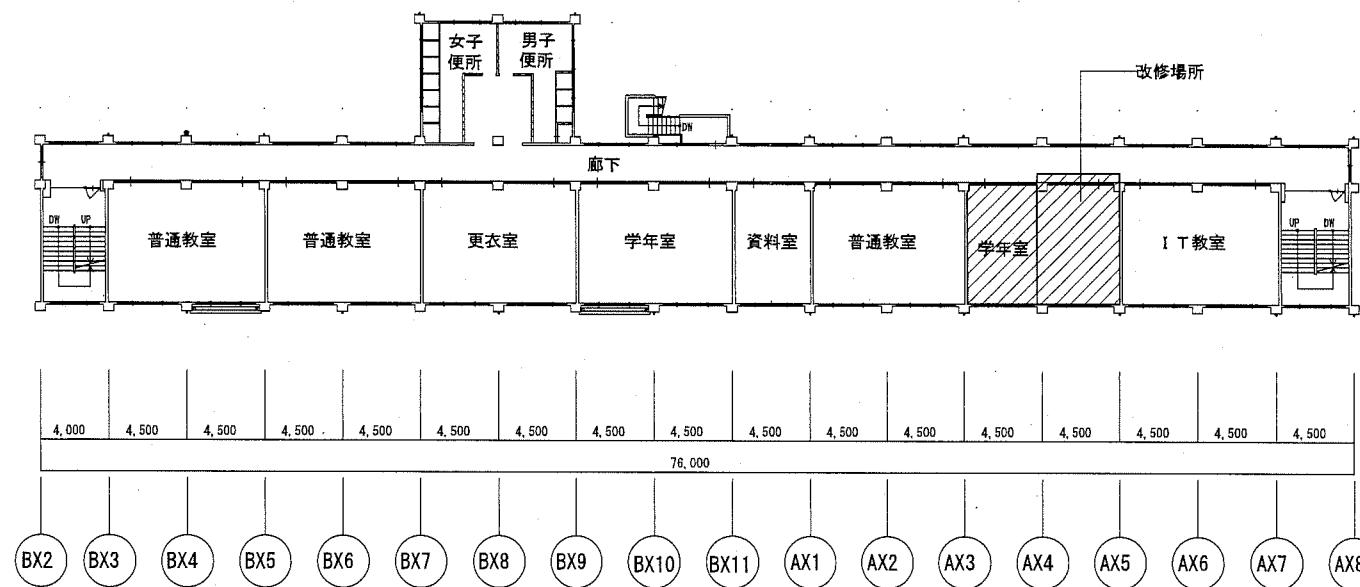 女子
便所
男子
便所
改修場所
DW
廊下
DW UP
普通教室
普通教室
更衣室
学年室
資料室
普通教室
学年室
IT教室
UP DW
4,000 4,500 4,500 4,500 4,500 4,500 4,500 4,500 4,500 4,500 4,500 4,500 4,500 4,500 4,500 4,500 4,500
76,000
BX2 BX3 BX4 BX5 BX6 BX7 BX8 BX9 BX10 BX11 AX1 AX2 AX3 AX4 AX5 AX6 AX7 AX8